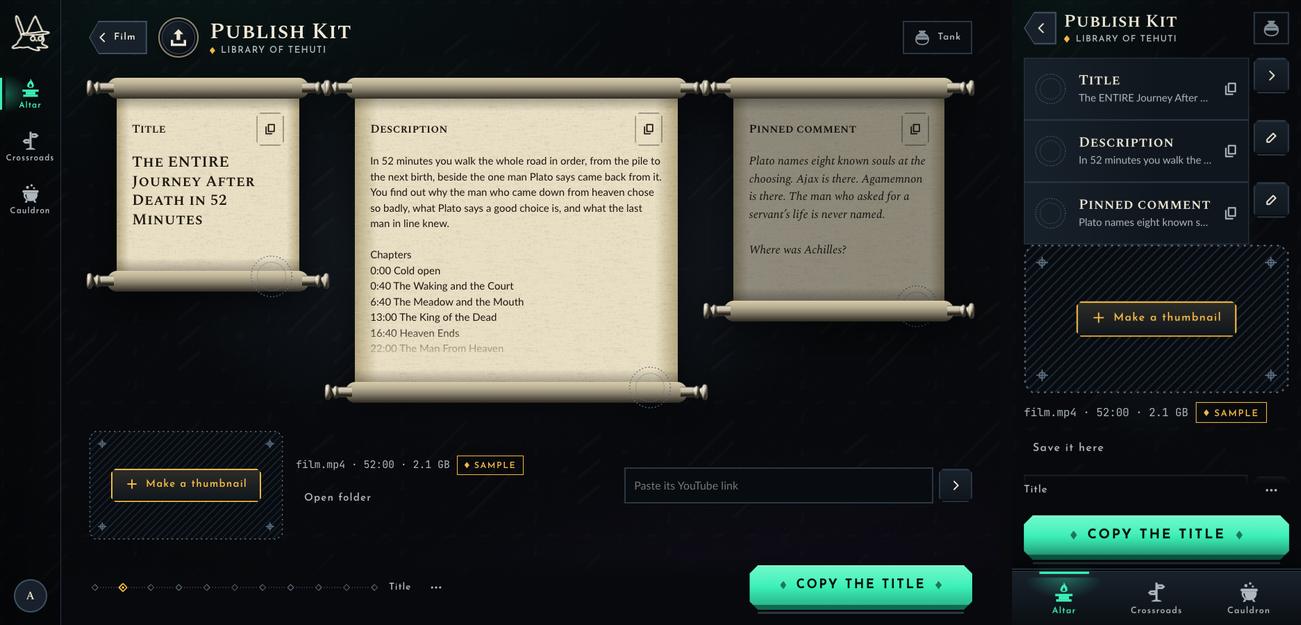 Film
PUBLISH KIT
LIBRARY OF TEHUTI
Tank
Altar
Crossroads
Cauldron
A
TITLE
THE ENTIRE
JOURNEY AFTER
DEATH IN 52
MINUTES
DESCRIPTION
In 52 minutes you walk the whole road in order, from the pile to
the next birth, beside the one man Plato says came back from it.
You find out why the man who came down from heaven chose
so badly, what Plato says a good choice is, and what the last
man in line knew.
Chapters
0:00 Cold open
0:40 The Waking and the Court
6:40 The Meadow and the Mouth
13:00 The King of the Dead
16:40 Heaven Ends
22:00 The Man From Heaven
PINNED COMMENT
Plato names eight known souls at the
choosing. Ajax is there. Agamemnon
is there. The man who asked for a
servant's life is never named.
Where was Achilles?
+ Make a thumbnail
film.mp4 · 52:00 · 2.1 GB ♦ SAMPLE
Open folder
Paste its YouTube link
Title ...
♦ COPY THE TITLE ♦
PUBLISH KIT
♦ LIBRARY OF TEHUTI
TITLE
The ENTIRE Journey After ...
DESCRIPTION
In 52 minutes you walk the ...
PINNED COMMENT
Plato names eight known s...
+ Make a thumbnail
film.mp4 · 52:00 · 2.1 GB ♦ SAMPLE
Save it here
Title ...
♦ COPY THE TITLE ♦
Altar
Crossroads
Cauldron